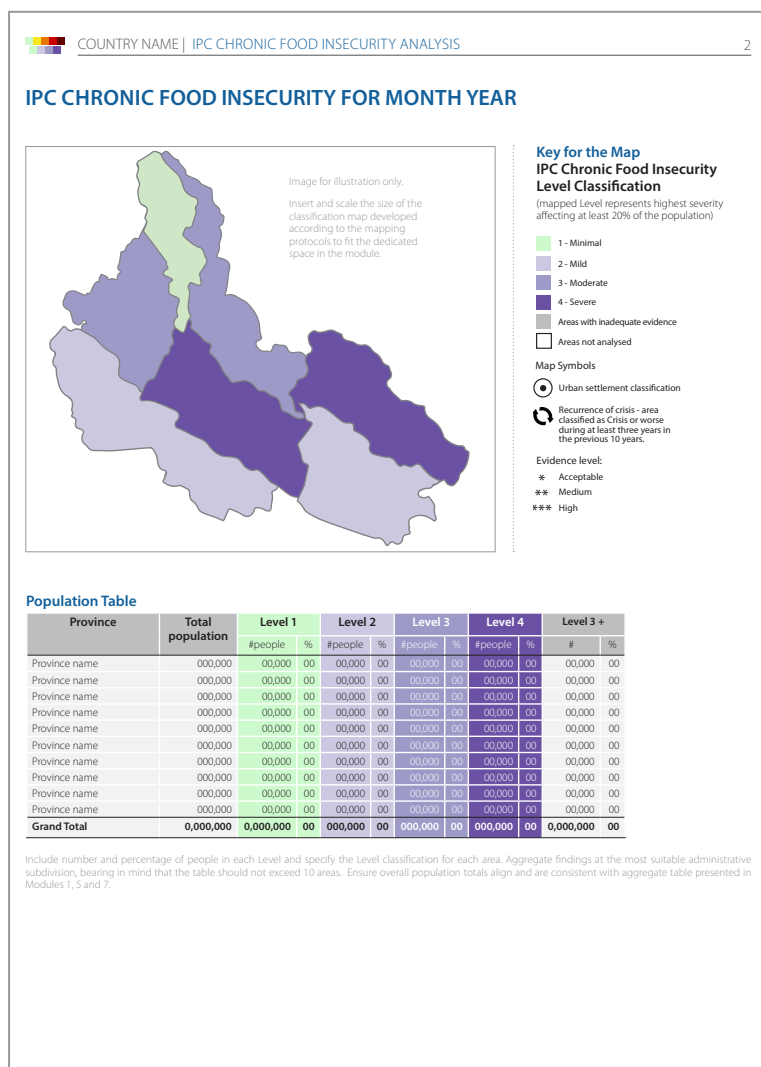 COUNTRY NAME | IPC CHRONIC FOOD INSECURITY ANALYSIS 2
IPC CHRONIC FOOD INSECURITY FOR MONTH YEAR
Image for illustration only.
Insert and scale the size of the
classification map developed
according to the mapping
protocols to fit the dedicated
space in the module.
Key for the Map
IPC Chronic Food Insecurity
Level Classification
(mapped Level represents highest severity
affecting at least 20% of the population)
1 - Minimal
2 - Mild
3 - Moderate
4 - Severe
Areas with inadequate evidence
Areas not analysed
Map Symbols
Urban settlement classification
Recurrence of crisis - area
classified as Crisis or worse
during at least three years in
the previous 10 years.
Evidence level:
* Acceptable
** Medium
*** High
Population Table
Province Total population Level 1 Level 2 Level 3 Level 4 Level 3 +
#people % #people % #people % #people % # %
Province name 000,000 00,000 00 00,000 00 00,000 00 00,000 00 00,000 00
Province name 000,000 00,000 00 00,000 00 00,000 00 00,000 00 00,000 00
Province name 000,000 00,000 00 00,000 00 00,000 00 00,000 00 00,000 00
Province name 000,000 00,000 00 00,000 00 00,000 00 00,000 00 00,000 00
Province name 000,000 00,000 00 00,000 00 00,000 00 00,000 00 00,000 00
Province name 000,000 00,000 00 00,000 00 00,000 00 00,000 00 00,000 00
Province name 000,000 00,000 00 00,000 00 00,000 00 00,000 00 00,000 00
Province name 000,000 00,000 00 00,000 00 00,000 00 00,000 00 00,000 00
Province name 000,000 00,000 00 00,000 00 00,000 00 00,000 00 00,000 00
Province name 000,000 00,000 00 00,000 00 00,000 00 00,000 00 00,000 00
Grand Total 0,000,000 0,000,000 00 000,000 00 000,000 00 000,000 00 0,000,000 00
Include number and percentage of people in each Level and specify the Level classification for each area. Aggregate findings at the most suitable administrative
subdivision, bearing in mind that the table should not exceed 10 areas. Ensure overall population totals align and are consistent with aggregate table presented in
Modules 1, 5 and 7.